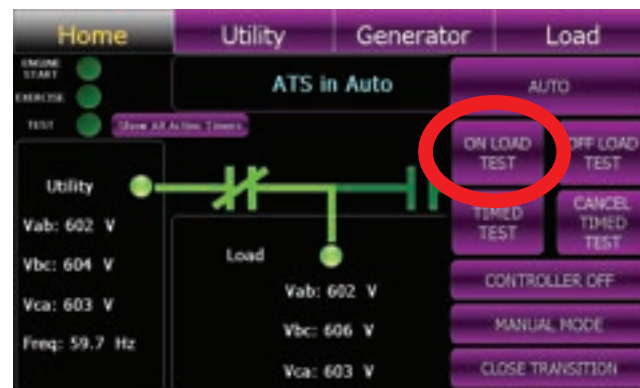 Home Utility Generator Load
ENGINE
START
EXERCISE
TEST
Show All Active Timers
ATS in Auto
AUTO
ON LOAD
TEST
OFF LOAD
TEST
TIMED
TEST
CANCEL
TIMED
TEST
CONTROLLER OFF
MANUAL MODE
CLOSE TRANSITION
Utility
Vab: 602 V
Vbc: 604 V
Vca: 603 V
Freq: 59.7 Hz
Load
Vab: 602 V
Vbc: 606 V
Vca: 603 V